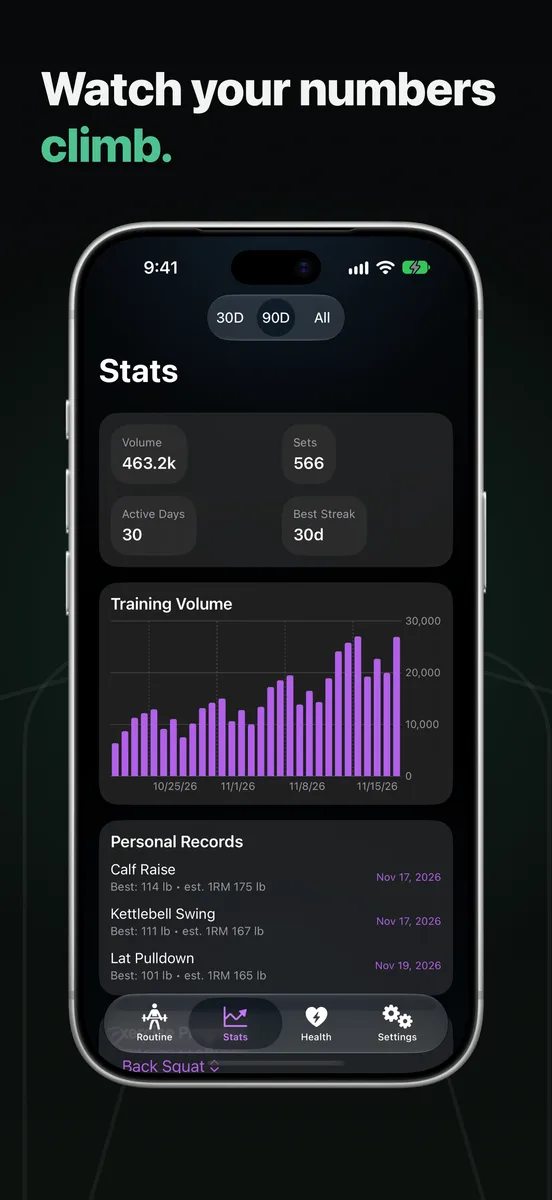 Watch your numbers
climb.
9:41
30D 90D All
Stats
Volume
463.2k
Sets
566
Active Days
30
Best Streak
30d
Training Volume
30,000
20,000
10,000
0
10/25/26 11/1/26 11/8/26 11/15/26
Personal Records
Calf Raise
Best: 114 lb • est. 1RM 175 lb
Nov 17, 2026
Kettlebell Swing
Best: 111 lb • est. 1RM 167 lb
Nov 17, 2026
Lat Pulldown
Best: 101 lb • est. 1RM 165 lb
Nov 19, 2026
Routine Stats Health Settings
Back Squat